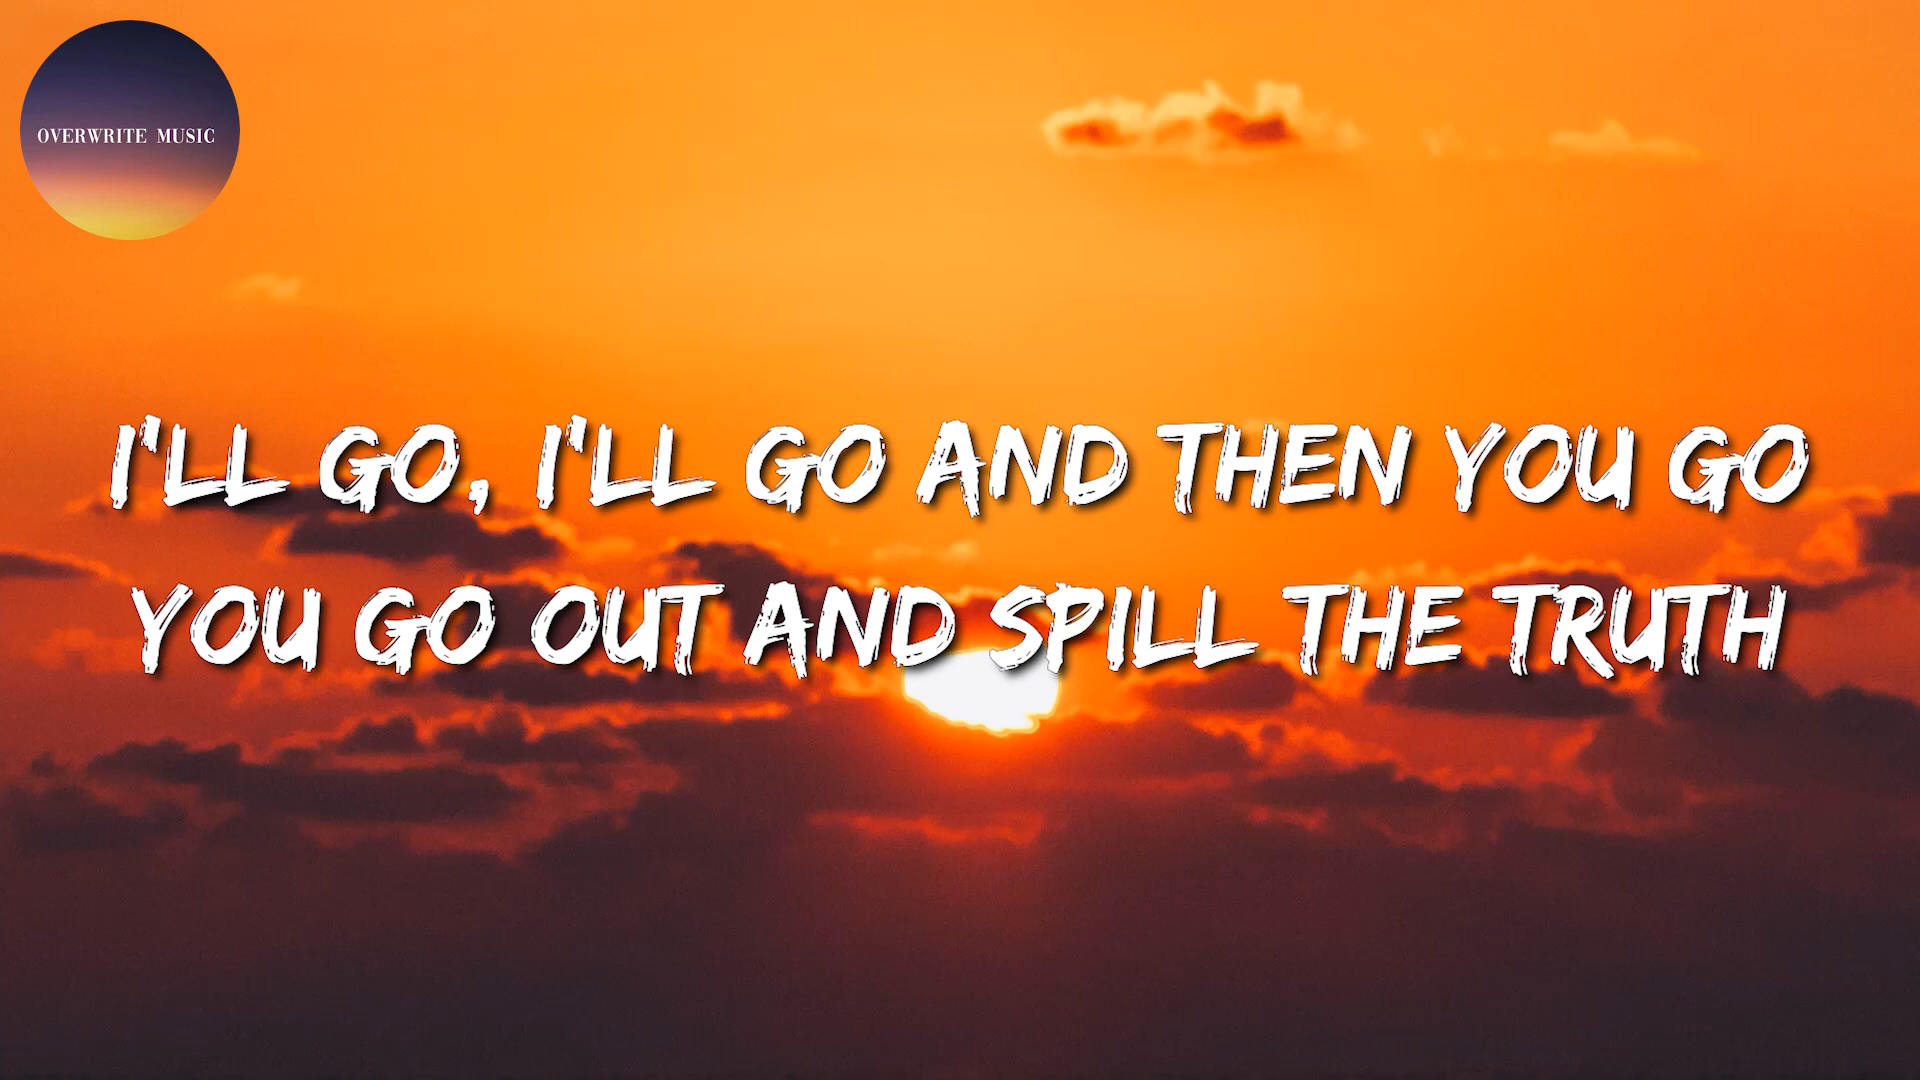 OVERWRITE MUSIC
I'LL GO, I'LL GO AND THEN YOU GO
YOU GO OUT AND SPILL THE TRUTH